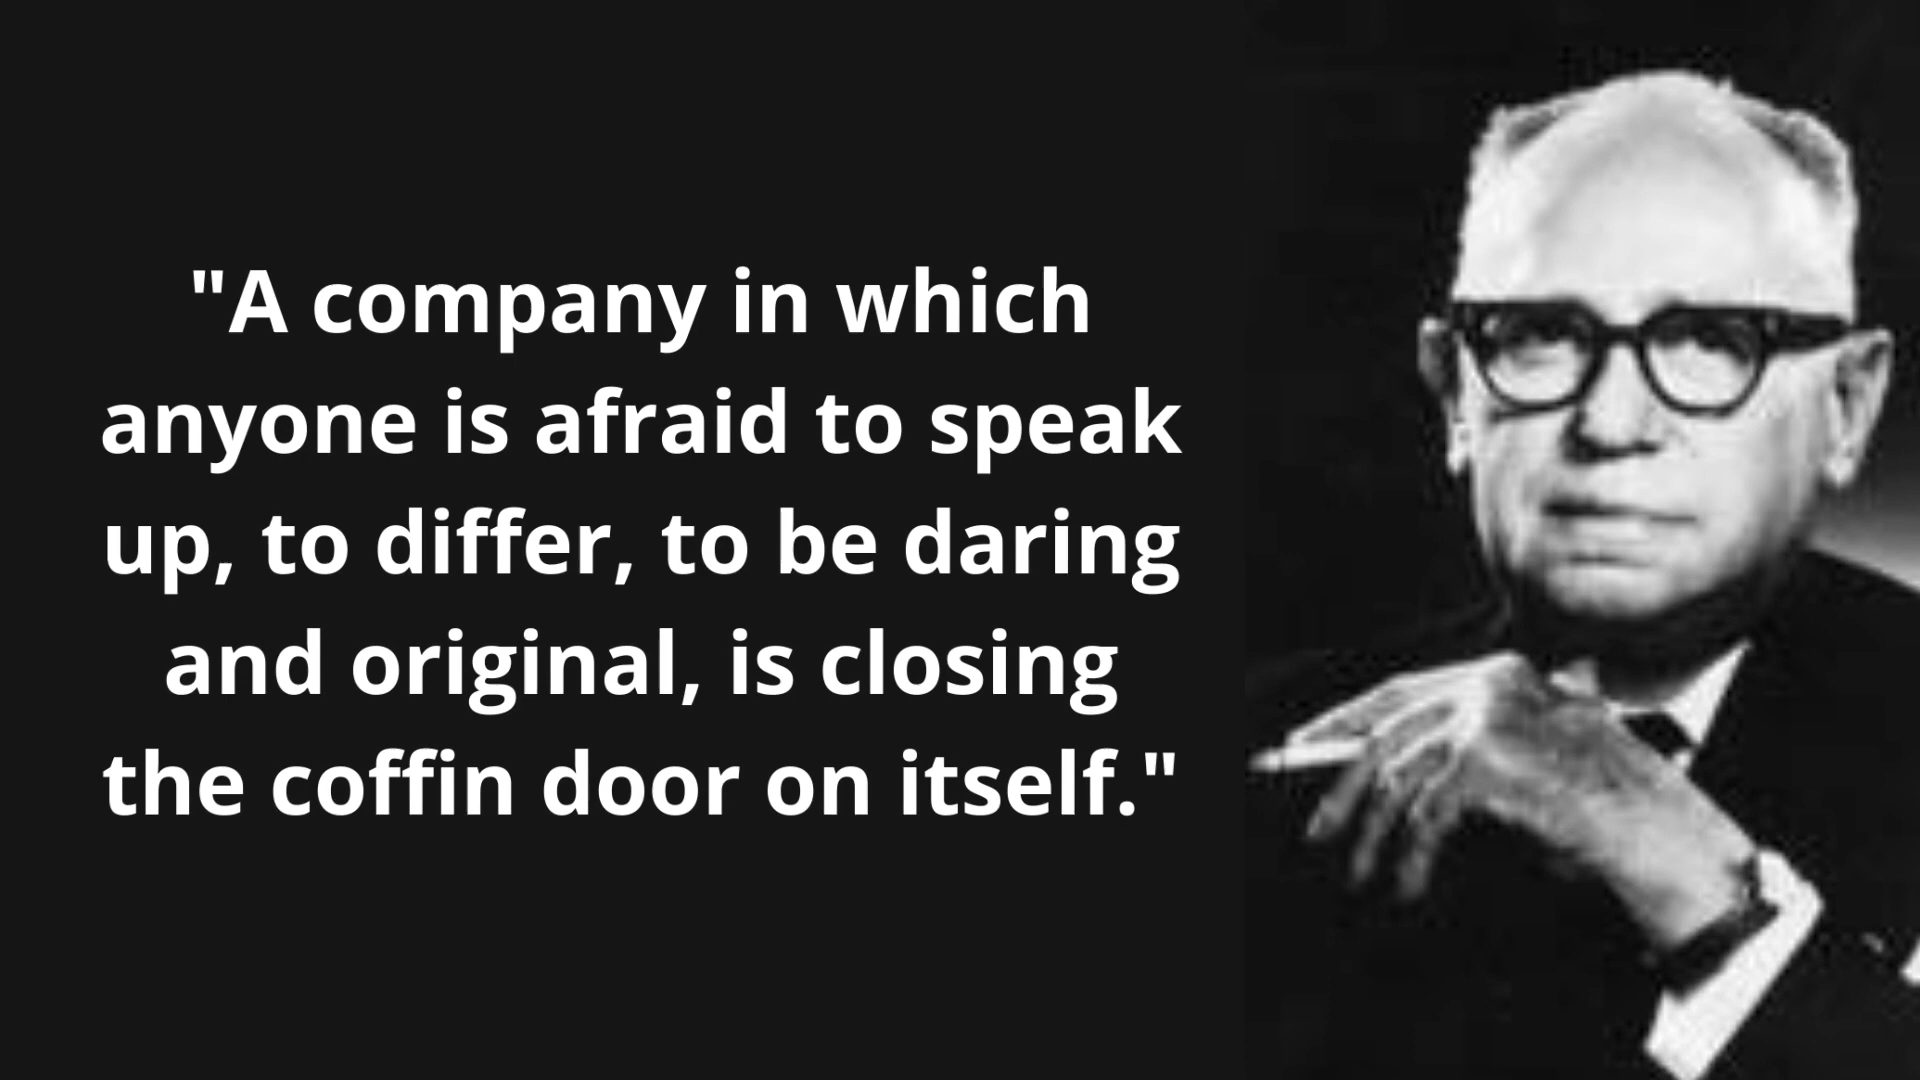 "A company in which
anyone is afraid to speak
up, to differ, to be daring
and original, is closing
the coffin door on itself."